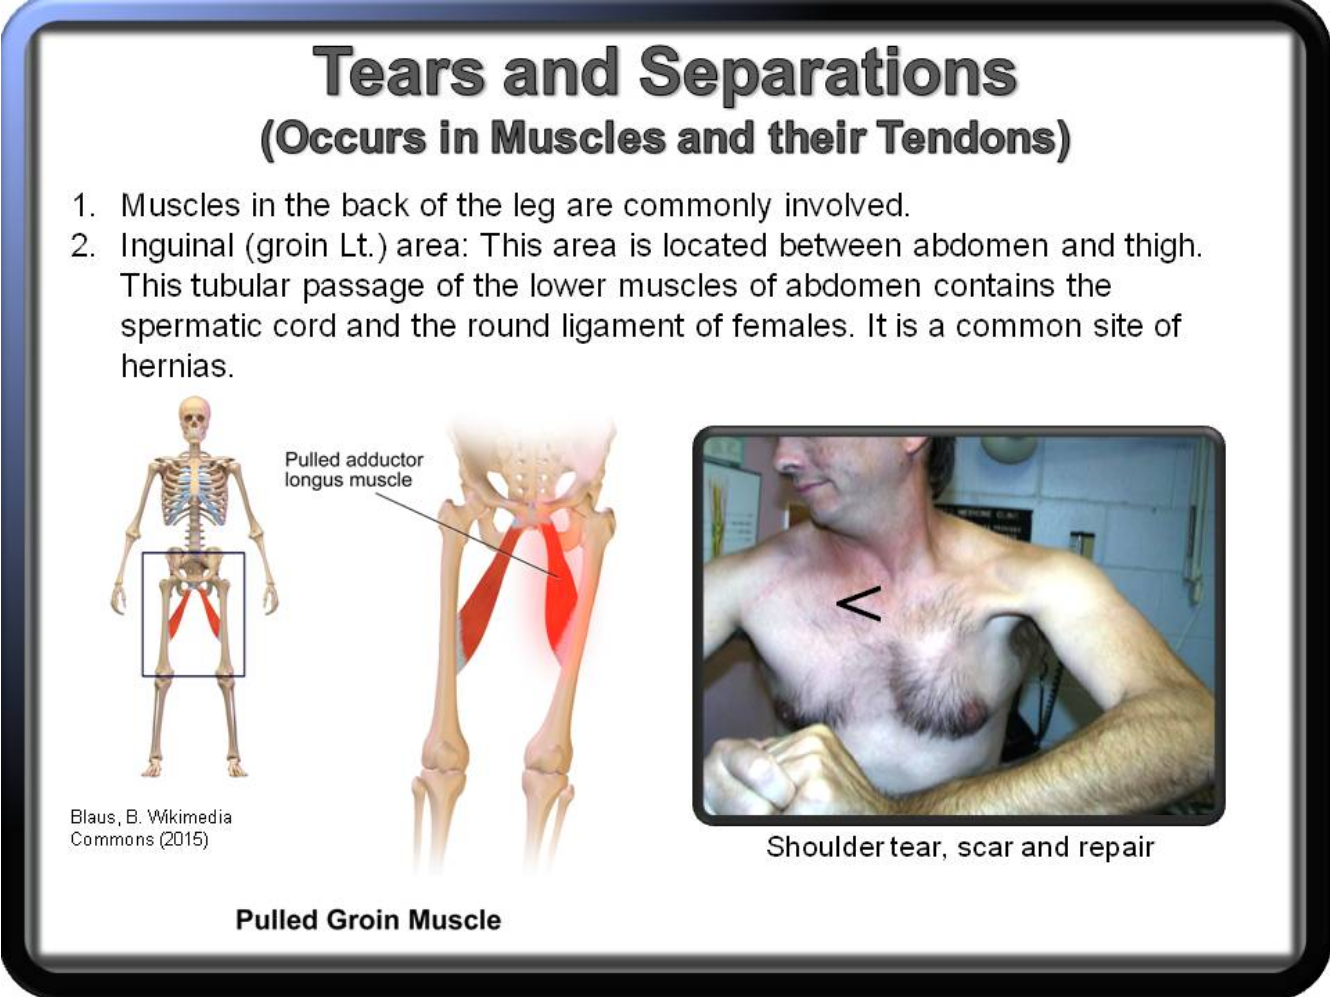 Tears and Separations
(Occurs in Muscles and their Tendons)
1. Muscles in the back of the leg are commonly involved.
2. Inguinal (groin Lt.) area: This area is located between abdomen and thigh.
This tubular passage of the lower muscles of abdomen contains the
spermatic cord and the round ligament of females. It is a common site of
hernias.
Pulled adductor
longus muscle
<
Blaus, B. Wikimedia
Commons (2015)
Shoulder tear, scar and repair
Pulled Groin Muscle